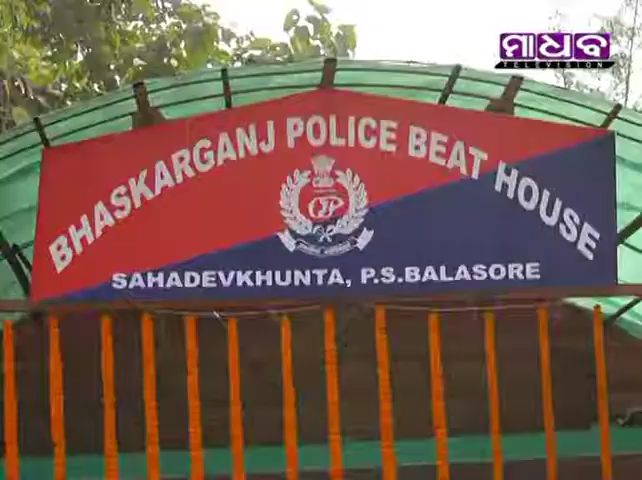 ମାଧବ
TELEVISION
BHASKARGANJ POLICE BEAT HOUSE
SAHADEVKHUNTA, P.S.BALASORE